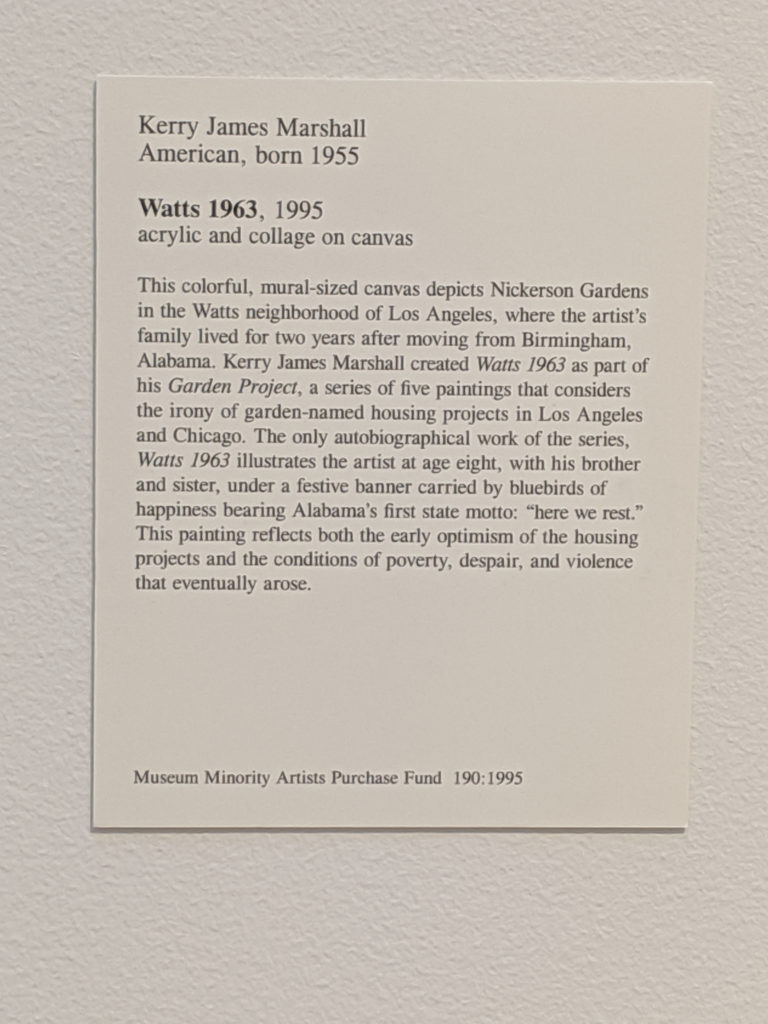 Kerry James Marshall
American, born 1955
Watts 1963, 1995
acrylic and collage on canvas
This colorful, mural-sized canvas depicts Nickerson Gardens
in the Watts neighborhood of Los Angeles, where the artist's
family lived for two years after moving from Birmingham,
Alabama. Kerry James Marshall created Watts 1963 as part of
his Garden Project, a series of five paintings that considers
the irony of garden-named housing projects in Los Angeles
and Chicago. The only autobiographical work of the series,
Watts 1963 illustrates the artist at age eight, with his brother
and sister, under a festive banner carried by bluebirds of
happiness bearing Alabama's first state motto: “here we rest.”
This painting reflects both the early optimism of the housing
projects and the conditions of poverty, despair, and violence
that eventually arose.
Museum Minority Artists Purchase Fund 190:1995